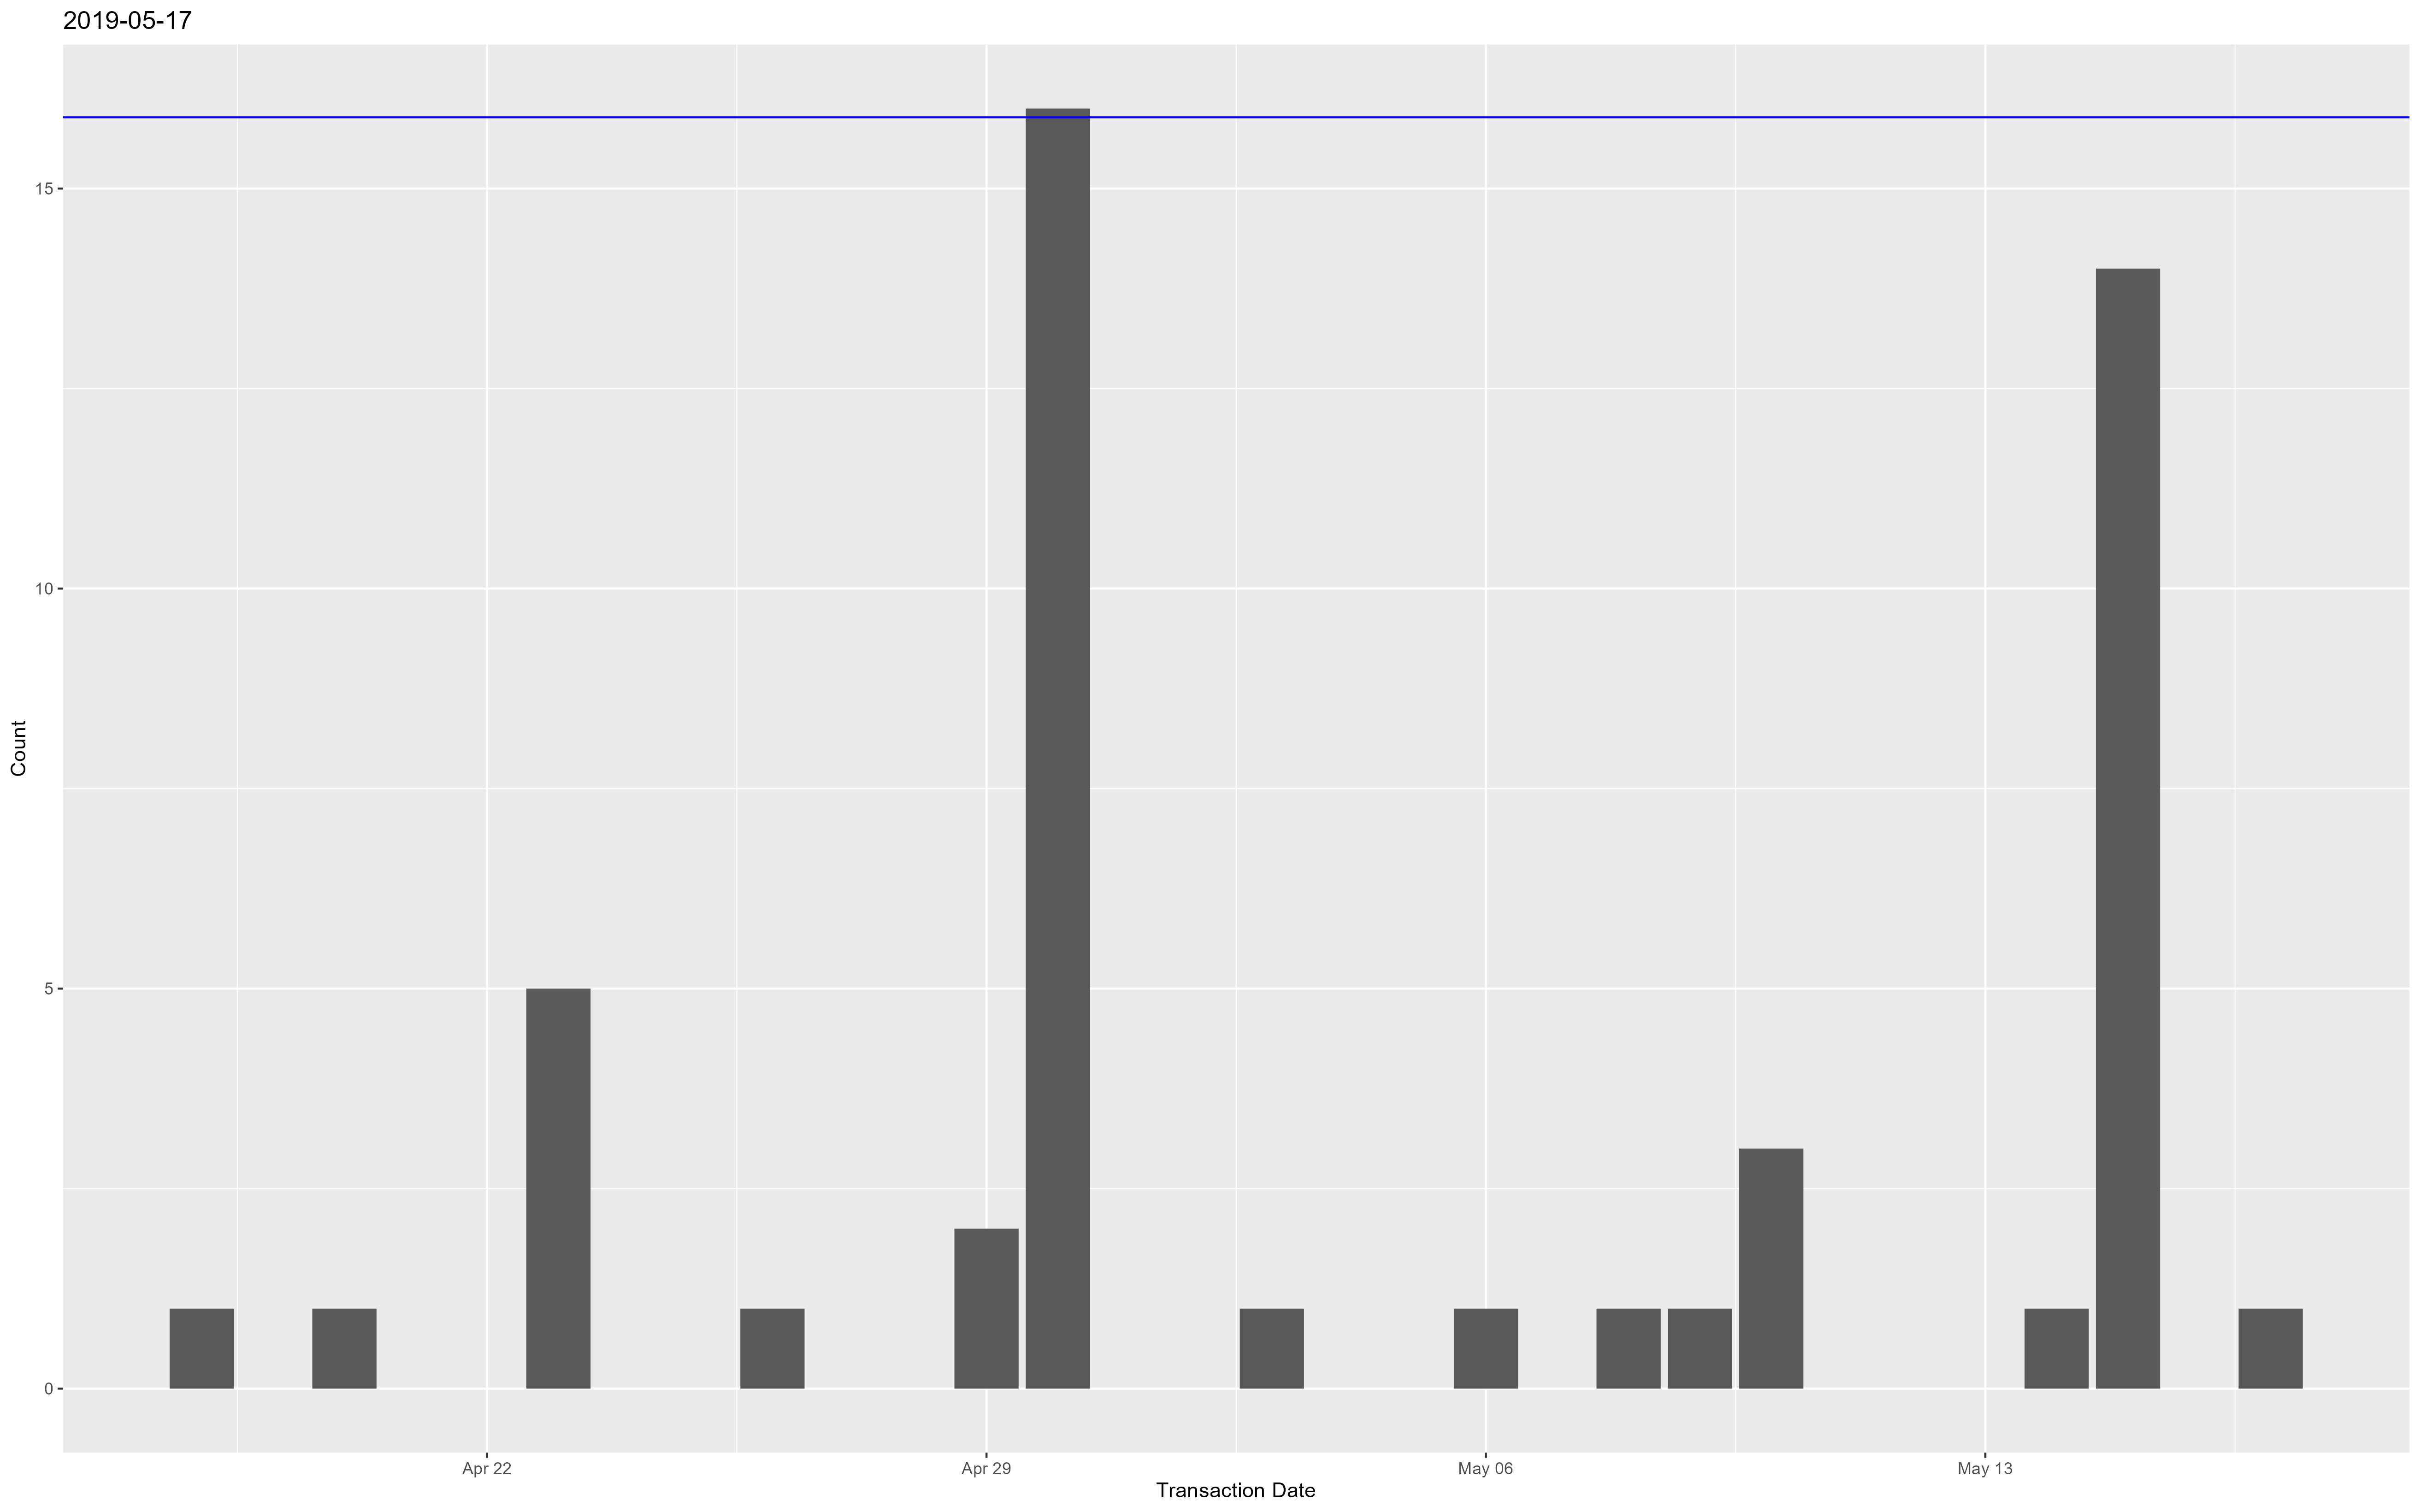 2019-05-17
Count
15
10
5
0
Apr 22
Apr 29
May 06
May 13
Transaction Date